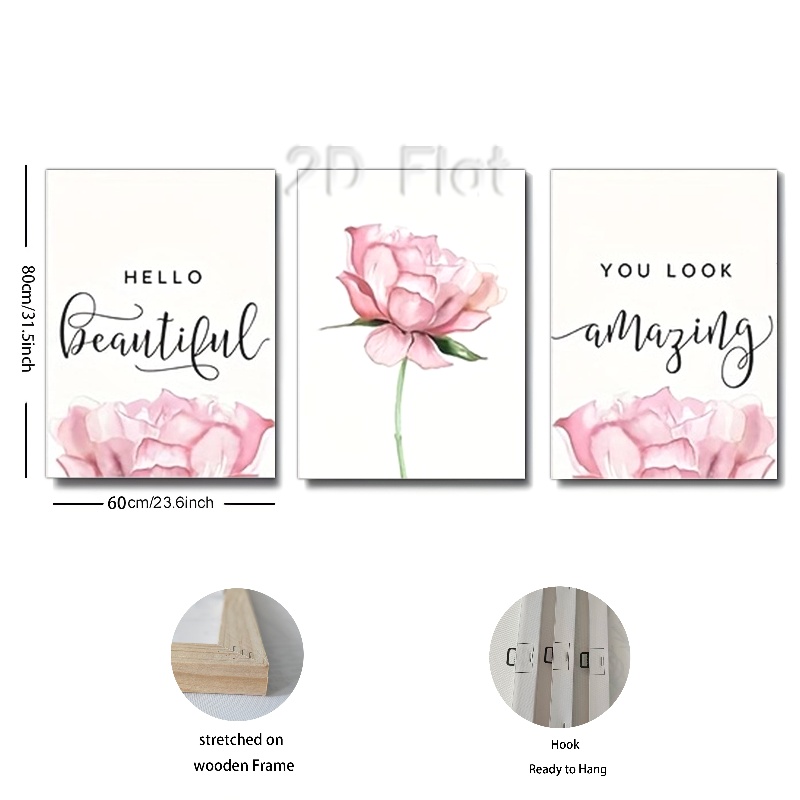 2D Flat
HELLO
beautiful
YOU LOOK
amazing
80cm/31.5inch
60cm/23.6inch
stretched on
wooden Frame
Hook
Ready to Hang